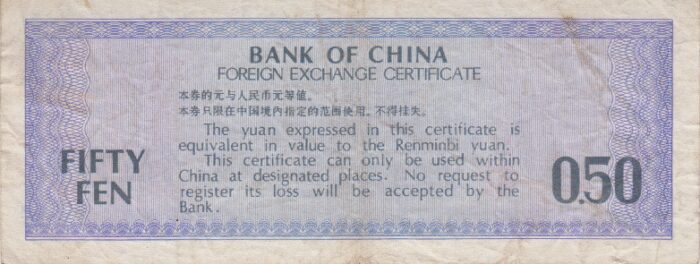 BANK OF CHINA
FOREIGN EXCHANGE CERTIFICATE
本券的元与人民币元等值。
本券只限在中国境内指定的范围使用。不得挂失。
The yuan expressed in this certificate is
equivalent in value to the Renminbi yuan.
This certificate can only be used within
China at designated places. No request to
register its loss will be accepted by the
Bank.
FIFTY
FEN
0.50